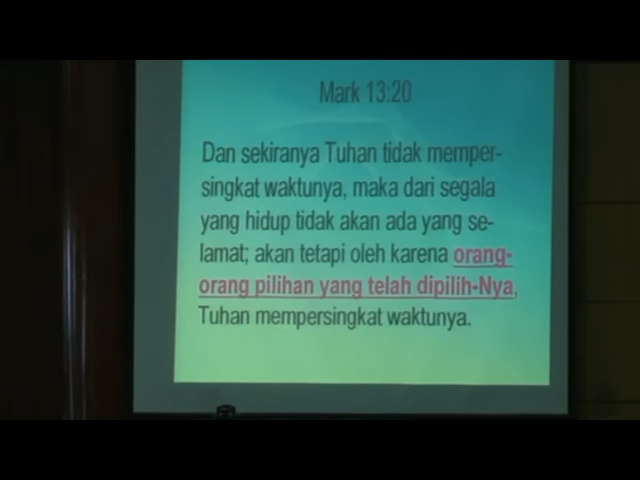 Mark 13:20
Dan sekiranya Tuhan tidak memper-
singkat waktunya, maka dari segala
yang hidup tidak akan ada yang se-
lamat; akan tetapi oleh karena orang-
orang pilihan yang telah dipilih-Nya,
Tuhan mempersingkat waktunya.